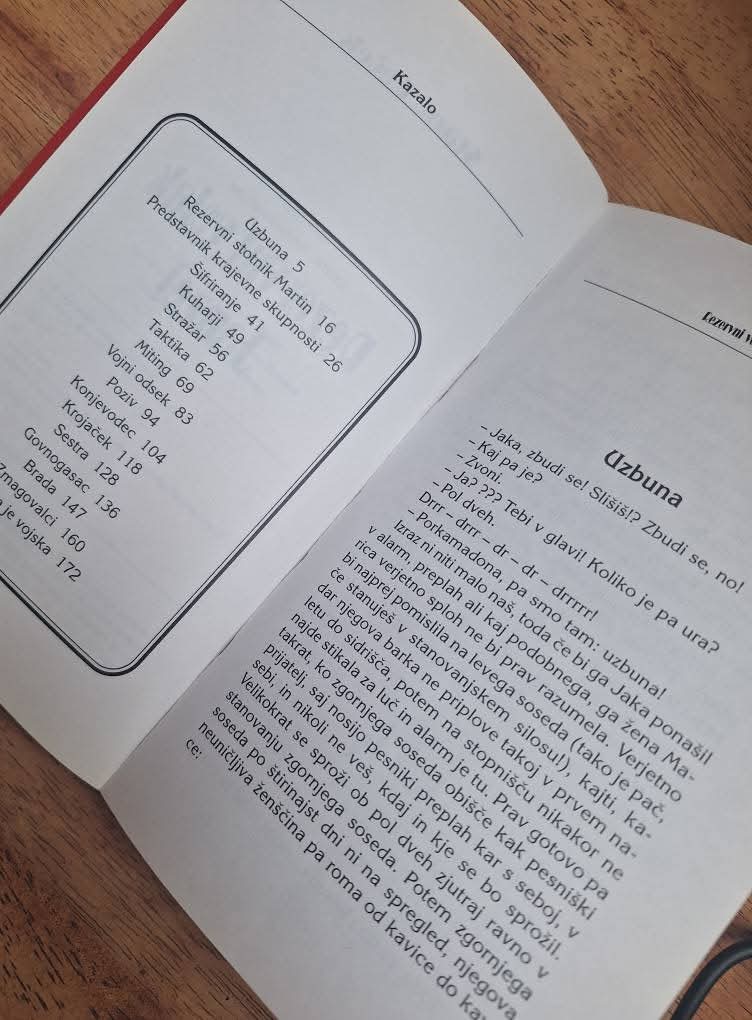 Kazalo
Uzbuna 5
Rezervni stotnik Martin 16
Predstavnik krajevne skupnosti 26
Šifriranje 41
Kuharji 49
Stražar 56
Taktika 62
Miting 69
Vojni odsek 83
Poziv 94
Konjevodec 104
Krojaček 118
Sestra 128
Govnogasac 136
Brada 147
Zmagovalci 160
je vojska 172
Rezervni
Uzbuna
– Jaka, zbudi se! Slišiš!? Zbudi se, no!
– Kaj pa je?
– Zvoni.
– Ja? ??? Tebi v glavi! Koliko je pa ura?
– Pol dveh.
Drrr – drrr – dr – dr – drrrrr!
– Porkamadona, pa smo tam: uzbuna!
Izraz ni niti malo naš, toda če bi ga Jaka ponašil
v alarm, preplah ali kaj podobnega, ga žena Ma-
rica verjetno sploh ne bi prav razumela. Verjetno
bi najprej pomislila na levega soseda (tako je pač,
če stanuješ v stanovanjskem silosu!), kajti, ka-
dar njegova barka ne priplove takoj v prvem na-
letu do sidrišča, potem na stopnišču nikakor ne
najde stikala za luč in alarm je tu. Prav gotovo pa
takrat, ko zgornjega soseda obišče kak pesniški
prijatelj, saj nosijo pesniki preplah kar s seboj, v
sebi, in nikoli ne veš, kdaj in kje se bo sprožil.
Velikokrat se sproži ob pol dveh zjutraj ravno v
stanovanju zgornjega soseda. Potem zgornjega
soseda po štirinajst dni ni na spregled, njegova
neuničljiva ženščina pa roma od kavice do
ce: